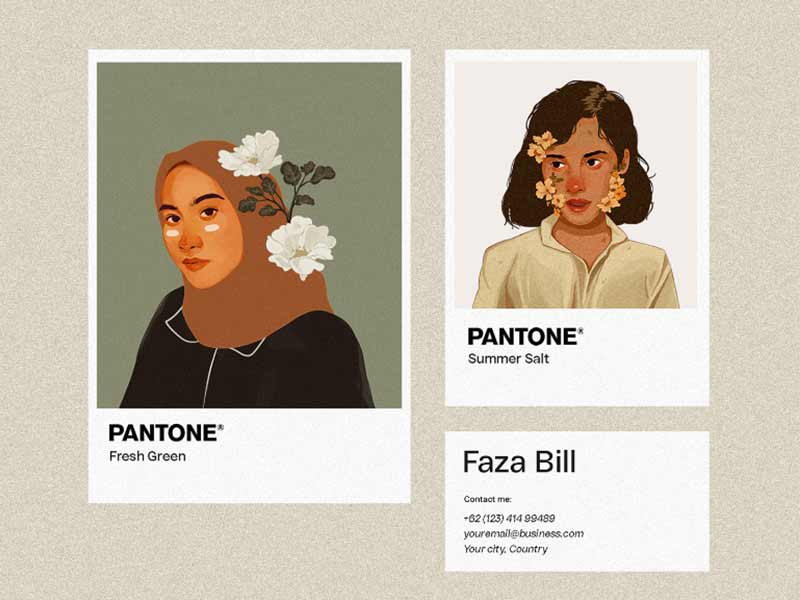 PANTONE®
Fresh Green
PANTONE®
Summer Salt
Faza Bill
Contact me:
+62 (123) 414 99489
youremail@business.com
Your city, Country